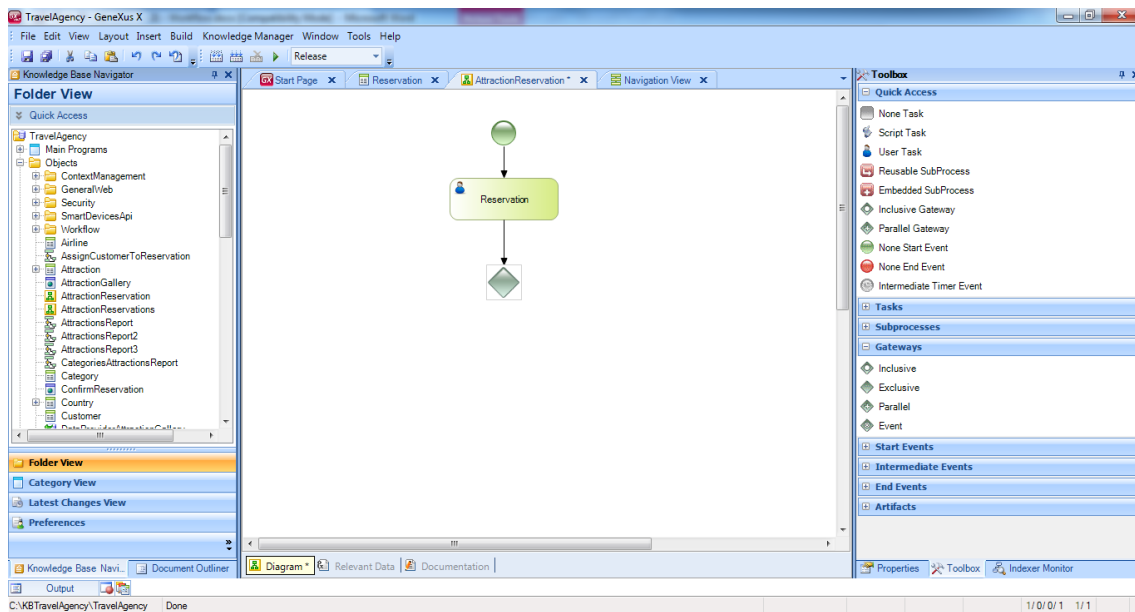 TravelAgency - GeneXus X
File Edit View Layout Insert Build Knowledge Manager Window Tools Help
Release
Knowledge Base Navigator
Folder View
Quick Access
TravelAgency
Main Programs
Objects
ContextManagement
GeneralWeb
Security
SmartDevicesApi
Workflow
Airline
AssignCustomerToReservation
Attraction
AttractionGallery
AttractionReservation
AttractionReservations
AttractionsReport
AttractionsReport2
AttractionsReport3
CategoriesAttractionsReport
Category
ConfirmReservation
Country
Customer
Folder View
Category View
Latest Changes View
Preferences
Knowledge Base Navi... Document Outliner
Start Page Reservation AttractionReservation * Navigation View
Reservation
Diagram * Relevant Data Documentation
Toolbox
Quick Access
None Task
Script Task
User Task
Reusable SubProcess
Embedded SubProcess
Inclusive Gateway
Parallel Gateway
None Start Event
None End Event
Intermediate Timer Event
Tasks
Subprocesses
Gateways
Inclusive
Exclusive
Parallel
Event
Start Events
Intermediate Events
End Events
Artifacts
Properties Toolbox Indexer Monitor
Output
C:\KBTravelAgency\TravelAgency Done 1/0/0/1 1/1